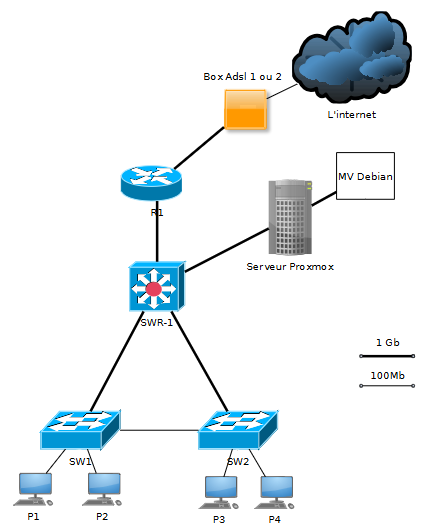 Box Adsl 1 ou 2
L'internet
MV Debian
R1
Serveur Proxmox
SWR-1
1 Gb
100Mb
SW1
SW2
P1
P2
P3
P4